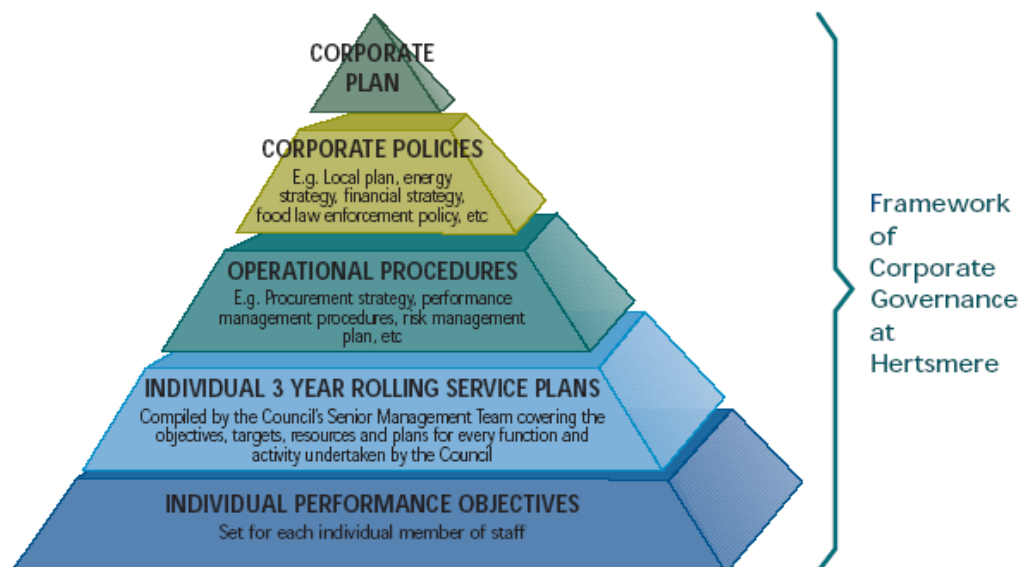 CORPORATE
PLAN
CORPORATE POLICIES
E.g. Local plan, energy
strategy, financial strategy,
food law enforcement policy, etc
OPERATIONAL PROCEDURES
E.g. Procurement strategy, performance
management procedures, risk management
plan, etc
INDIVIDUAL 3 YEAR ROLLING SERVICE PLANS
Compiled by the Council's Senior Management Team covering the
objectives, targets, resources and plans for every function and
activity undertaken by the Council
INDIVIDUAL PERFORMANCE OBJECTIVES
Set for each individual member of staff
Framework
of
Corporate
Governance
at
Hertsmere